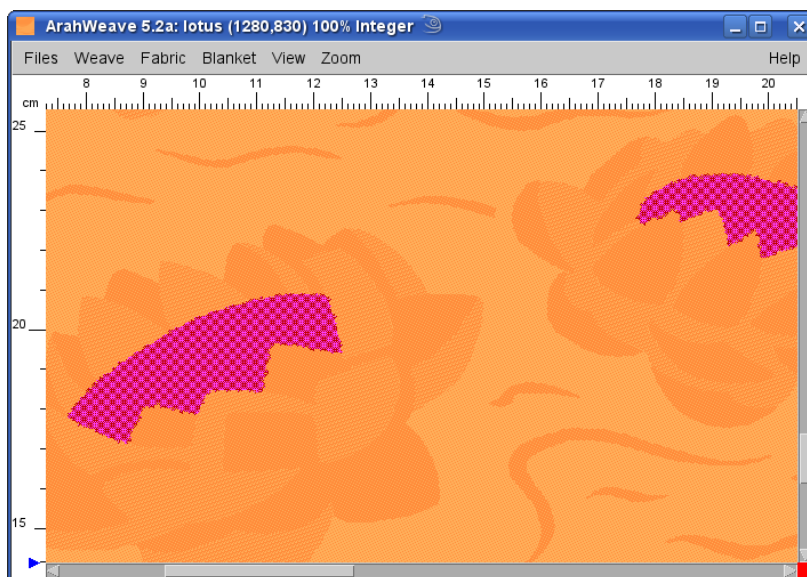 ArahWeave 5.2a: lotus (1280,830) 100% Integer
Files Weave Fabric Blanket View Zoom Help
8 9 10 11 12 13 14 15 16 17 18 19 20
cm
25
20
15